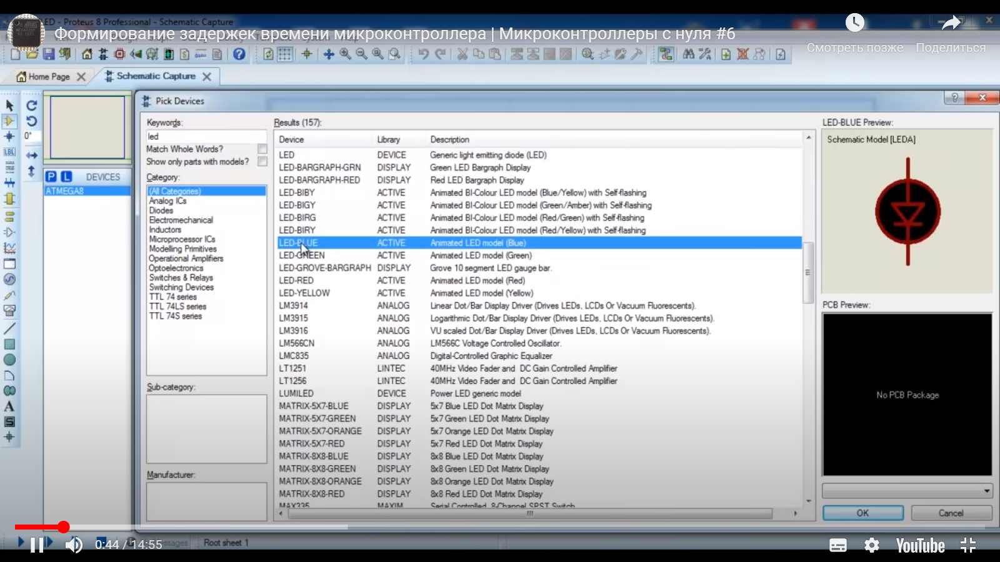 LED - Proteus 8 Professional - Schematic Capture
Формирование задержек времени микроконтроллера | Микроконтроллеры с нуля #6
Смотреть позже
Поделиться
Home Page
Schematic Capture
Pick Devices
Keywords:
led
Match Whole Words?
Show only parts with models?
Category:
(All Categories)
Analog ICs
Diodes
Electromechanical
Inductors
Microprocessor ICs
Modelling Primitives
Operational Amplifiers
Optoelectronics
Switches & Relays
Switching Devices
TTL 74 series
TTL 74LS series
TTL 74S series
Sub-category:
Manufacturer:
0°
LBL
A
S
P L DEVICES
ATMEGA8
Results (157):
Device Library Description
LED DEVICE Generic light emitting diode (LED)
LED-BARGRAPH-GRN DISPLAY Green LED Bargraph Display
LED-BARGRAPH-RED DISPLAY Red LED Bargraph Display
LED-BIBY ACTIVE Animated BI-Colour LED model (Blue/Yellow) with Self-flashing
LED-BIGY ACTIVE Animated BI-Colour LED model (Green/Amber) with Self-flashing
LED-BIRG ACTIVE Animated BI-Colour LED model (Red/Green) with Self-flashing
LED-BIRY ACTIVE Animated BI-Colour LED model (Red/Yellow) with Self-flashing
LED-BLUE ACTIVE Animated LED model (Blue)
LED-GREEN ACTIVE Animated LED model (Green)
LED-GROVE-BARGRAPH DISPLAY Grove 10 segment LED gauge bar.
LED-RED ACTIVE Animated LED model (Red)
LED-YELLOW ACTIVE Animated LED model (Yellow)
LM3914 ANALOG Linear Dot/Bar Display Driver (Drives LEDs, LCDs Or Vacuum Fluorescents).
LM3915 ANALOG Logarithmic Dot/Bar Display Driver (Drives LEDs, LCDs Or Vacuum Fluorescents).
LM3916 ANALOG VU scaled Dot/Bar Display Driver (Drives LEDs, LCDs Or Vacuum Fluorescents).
LM566CN ANALOG LM566C Voltage Controlled Oscillator.
LMC835 ANALOG Digital-Controlled Graphic Equalizer
LT1251 LINTEC 40MHz Video Fader and DC Gain Controlled Amplifier
LT1256 LINTEC 40MHz Video Fader and DC Gain Controlled Amplifier
LUMILED DEVICE Power LED generic model
MATRIX-5X7-BLUE DISPLAY 5x7 Blue LED Dot Matrix Display
MATRIX-5X7-GREEN DISPLAY 5x7 Green LED Dot Matrix Display
MATRIX-5X7-ORANGE DISPLAY 5x7 Orange LED Dot Matrix Display
MATRIX-5X7-RED DISPLAY 5x7 Red LED Dot Matrix Display
MATRIX-8X8-BLUE DISPLAY 8x8 Blue LED Dot Matrix Display
MATRIX-8X8-GREEN DISPLAY 8x8 Green LED Dot Matrix Display
MATRIX-8X8-ORANGE DISPLAY 8x8 Orange LED Dot Matrix Display
MATRIX-8X8-RED DISPLAY 8x8 Red LED Dot Matrix Display
MAX335 MAXIM Serial Controlled, 8-Channel SPST Switch
LED-BLUE Preview:
Schematic Model [LEDA]
PCB Preview:
No PCB Package
OK
Cancel
0:44 / 14:55
Root sheet 1
YouTube